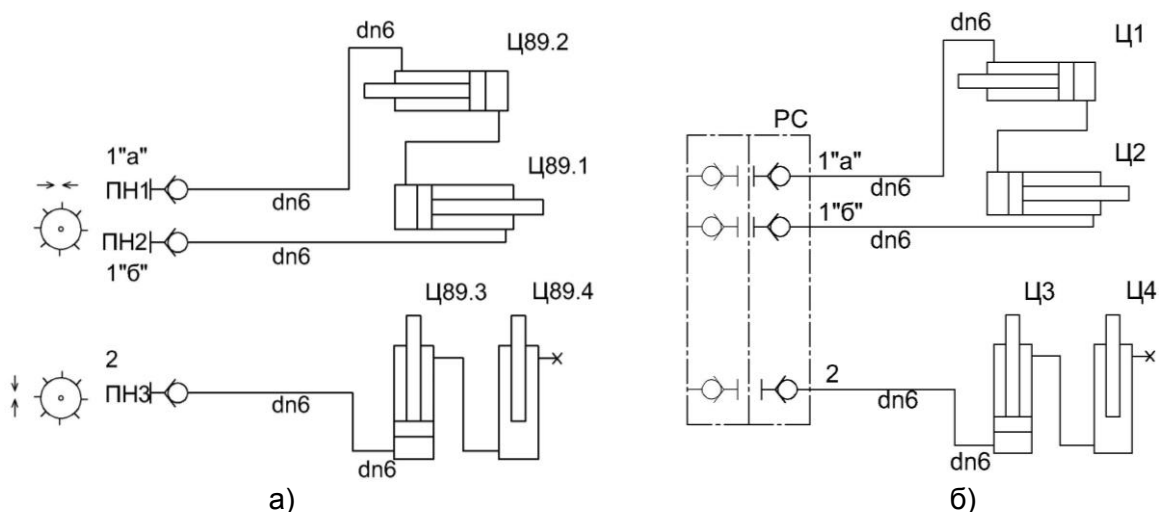 dn6
Ц89.2
1"а"
ПН1
dn6
Ц89.1
ПН2
dn6
1"б"
Ц89.3
Ц89.4
2
ПН3
dn6
dn6
а)
dn6
Ц1
РС
1"а"
dn6
Ц2
1"б"
dn6
Ц3
Ц4
2
dn6
dn6
б)